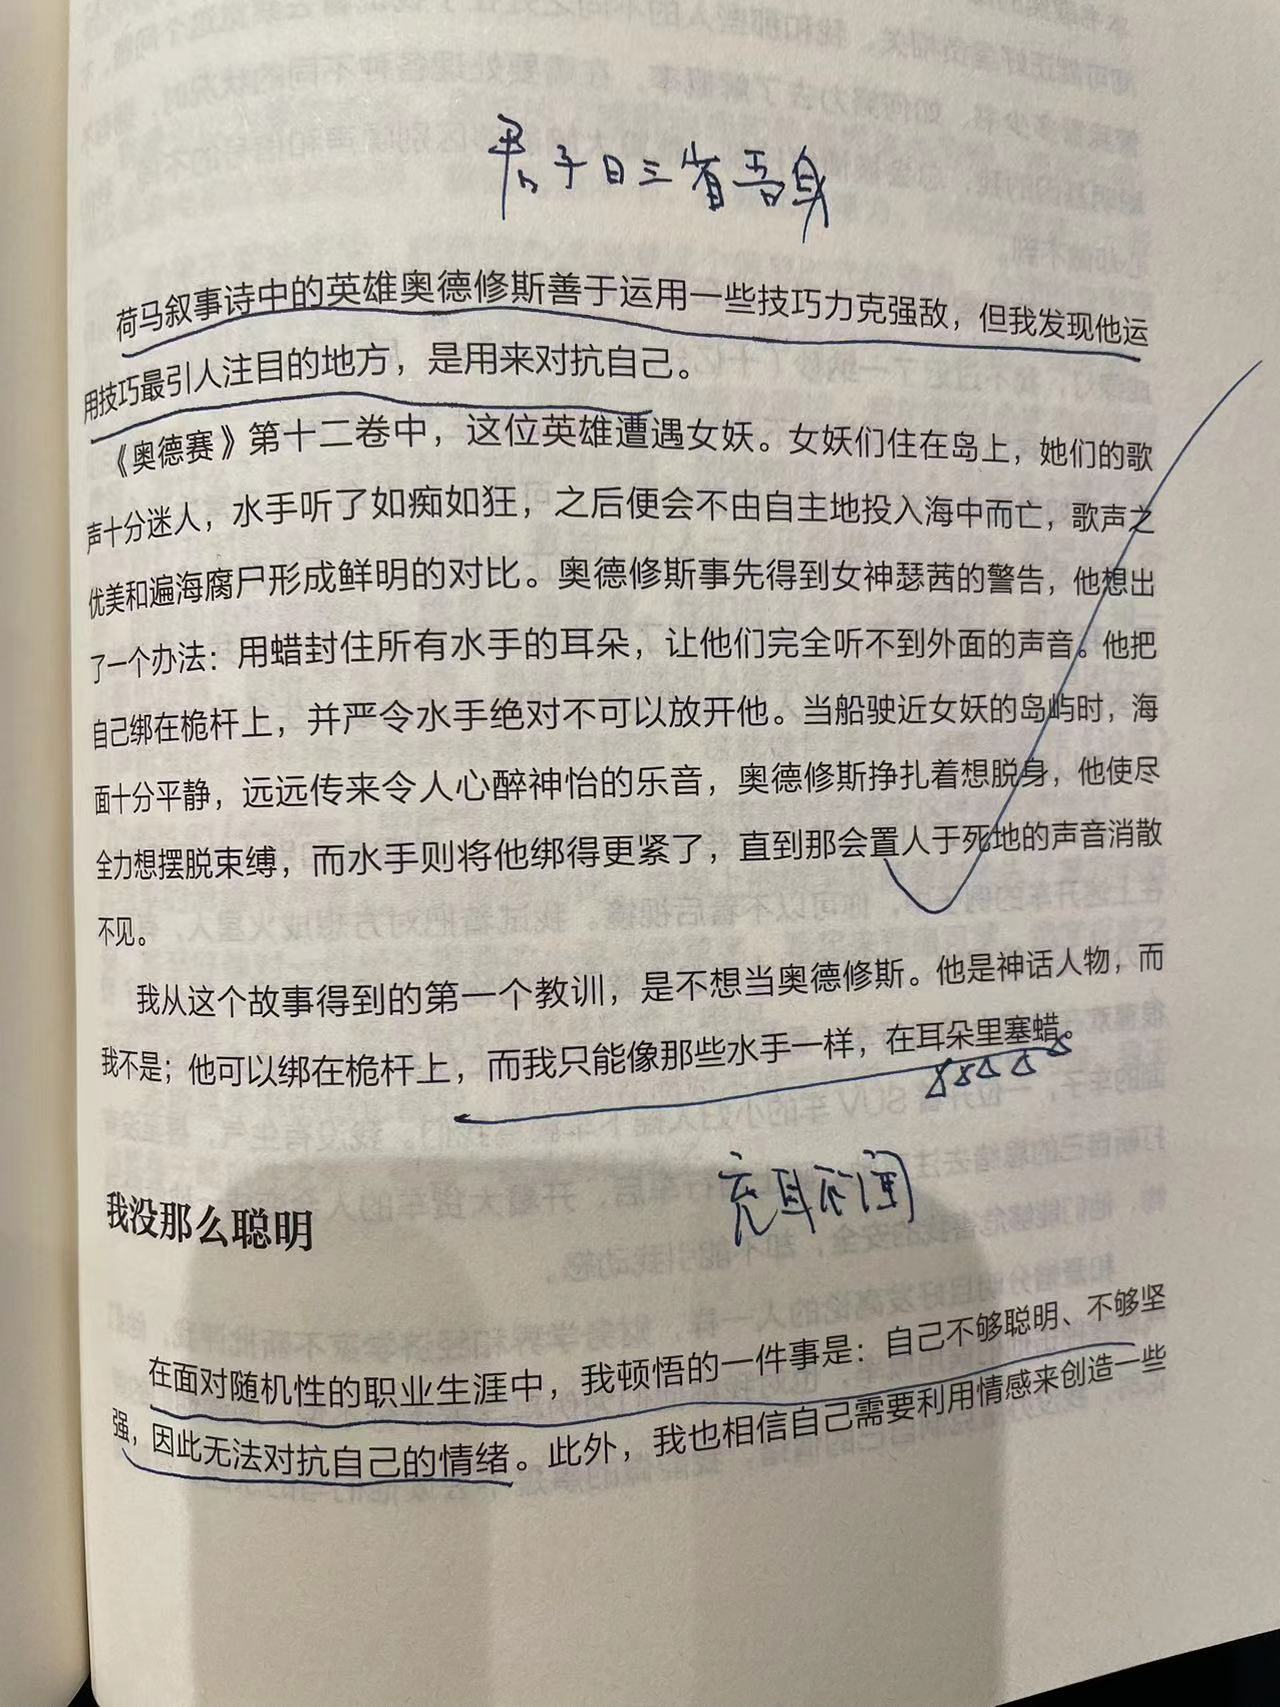 君子日三省吾身
荷马叙事诗中的英雄奥德修斯善于运用一些技巧力克强敌，但我发现他运
用技巧最引人注目的地方，是用来对抗自己。
《奥德赛》第十二卷中，这位英雄遭遇女妖。女妖们住在岛上，她们的歌
声十分迷人，水手听了如痴如狂，之后便会不由自主地投入海中而亡，歌声之
优美和遍海腐尸形成鲜明的对比。奥德修斯事先得到女神瑟茜的警告，他想出
了一个办法：用蜡封住所有水手的耳朵，让他们完全听不到外面的声音。他把
自己绑在桅杆上，并严令水手绝对不可以放开他。当船驶近女妖的岛屿时，海
面十分平静，远远传来令人心醉神怡的乐音，奥德修斯挣扎着想脱身，他使尽
全力想摆脱束缚，而水手则将他绑得更紧了，直到那会置人于死地的声音消散
不见。
我从这个故事得到的第一个教训，是不想当奥德修斯。他是神话人物，而
我不是；他可以绑在桅杆上，而我只能像那些水手一样，在耳朵里塞蜡。
充耳不闻
我没那么聪明
在面对随机性的职业生涯中，我顿悟的一件事是：自己不够聪明、不够坚
强，因此无法对抗自己的情绪。此外，我也相信自己需要利用情感来创造一些